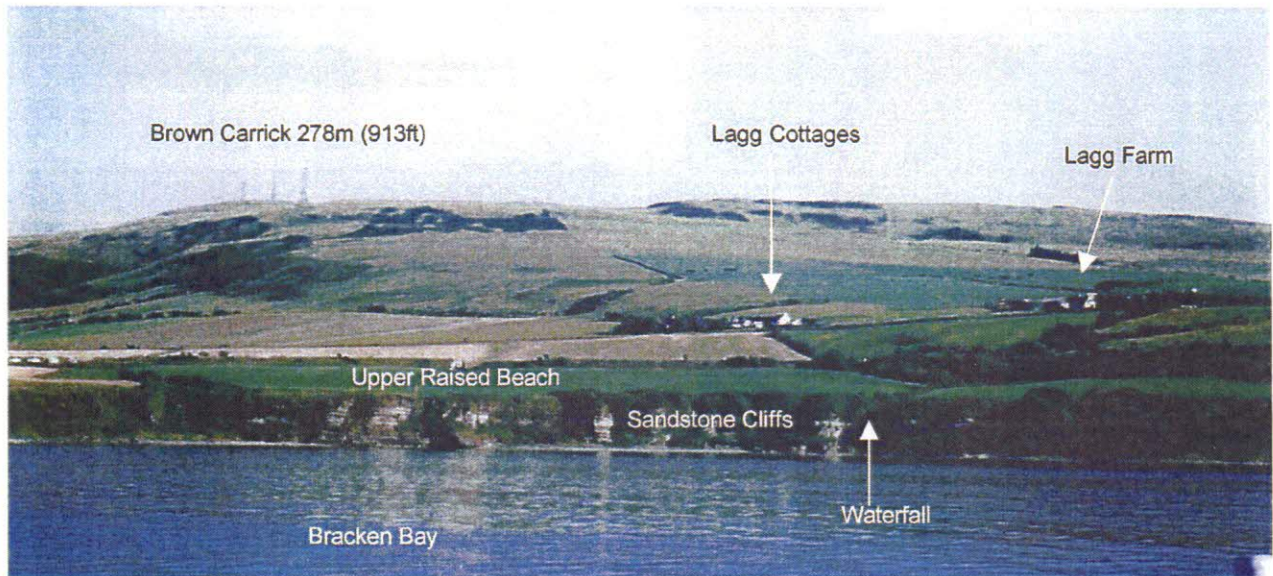 Brown Carrick 278m (913ft)
Lagg Cottages
Lagg Farm
Upper Raised Beach
Sandstone Cliffs
Waterfall
Bracken Bay